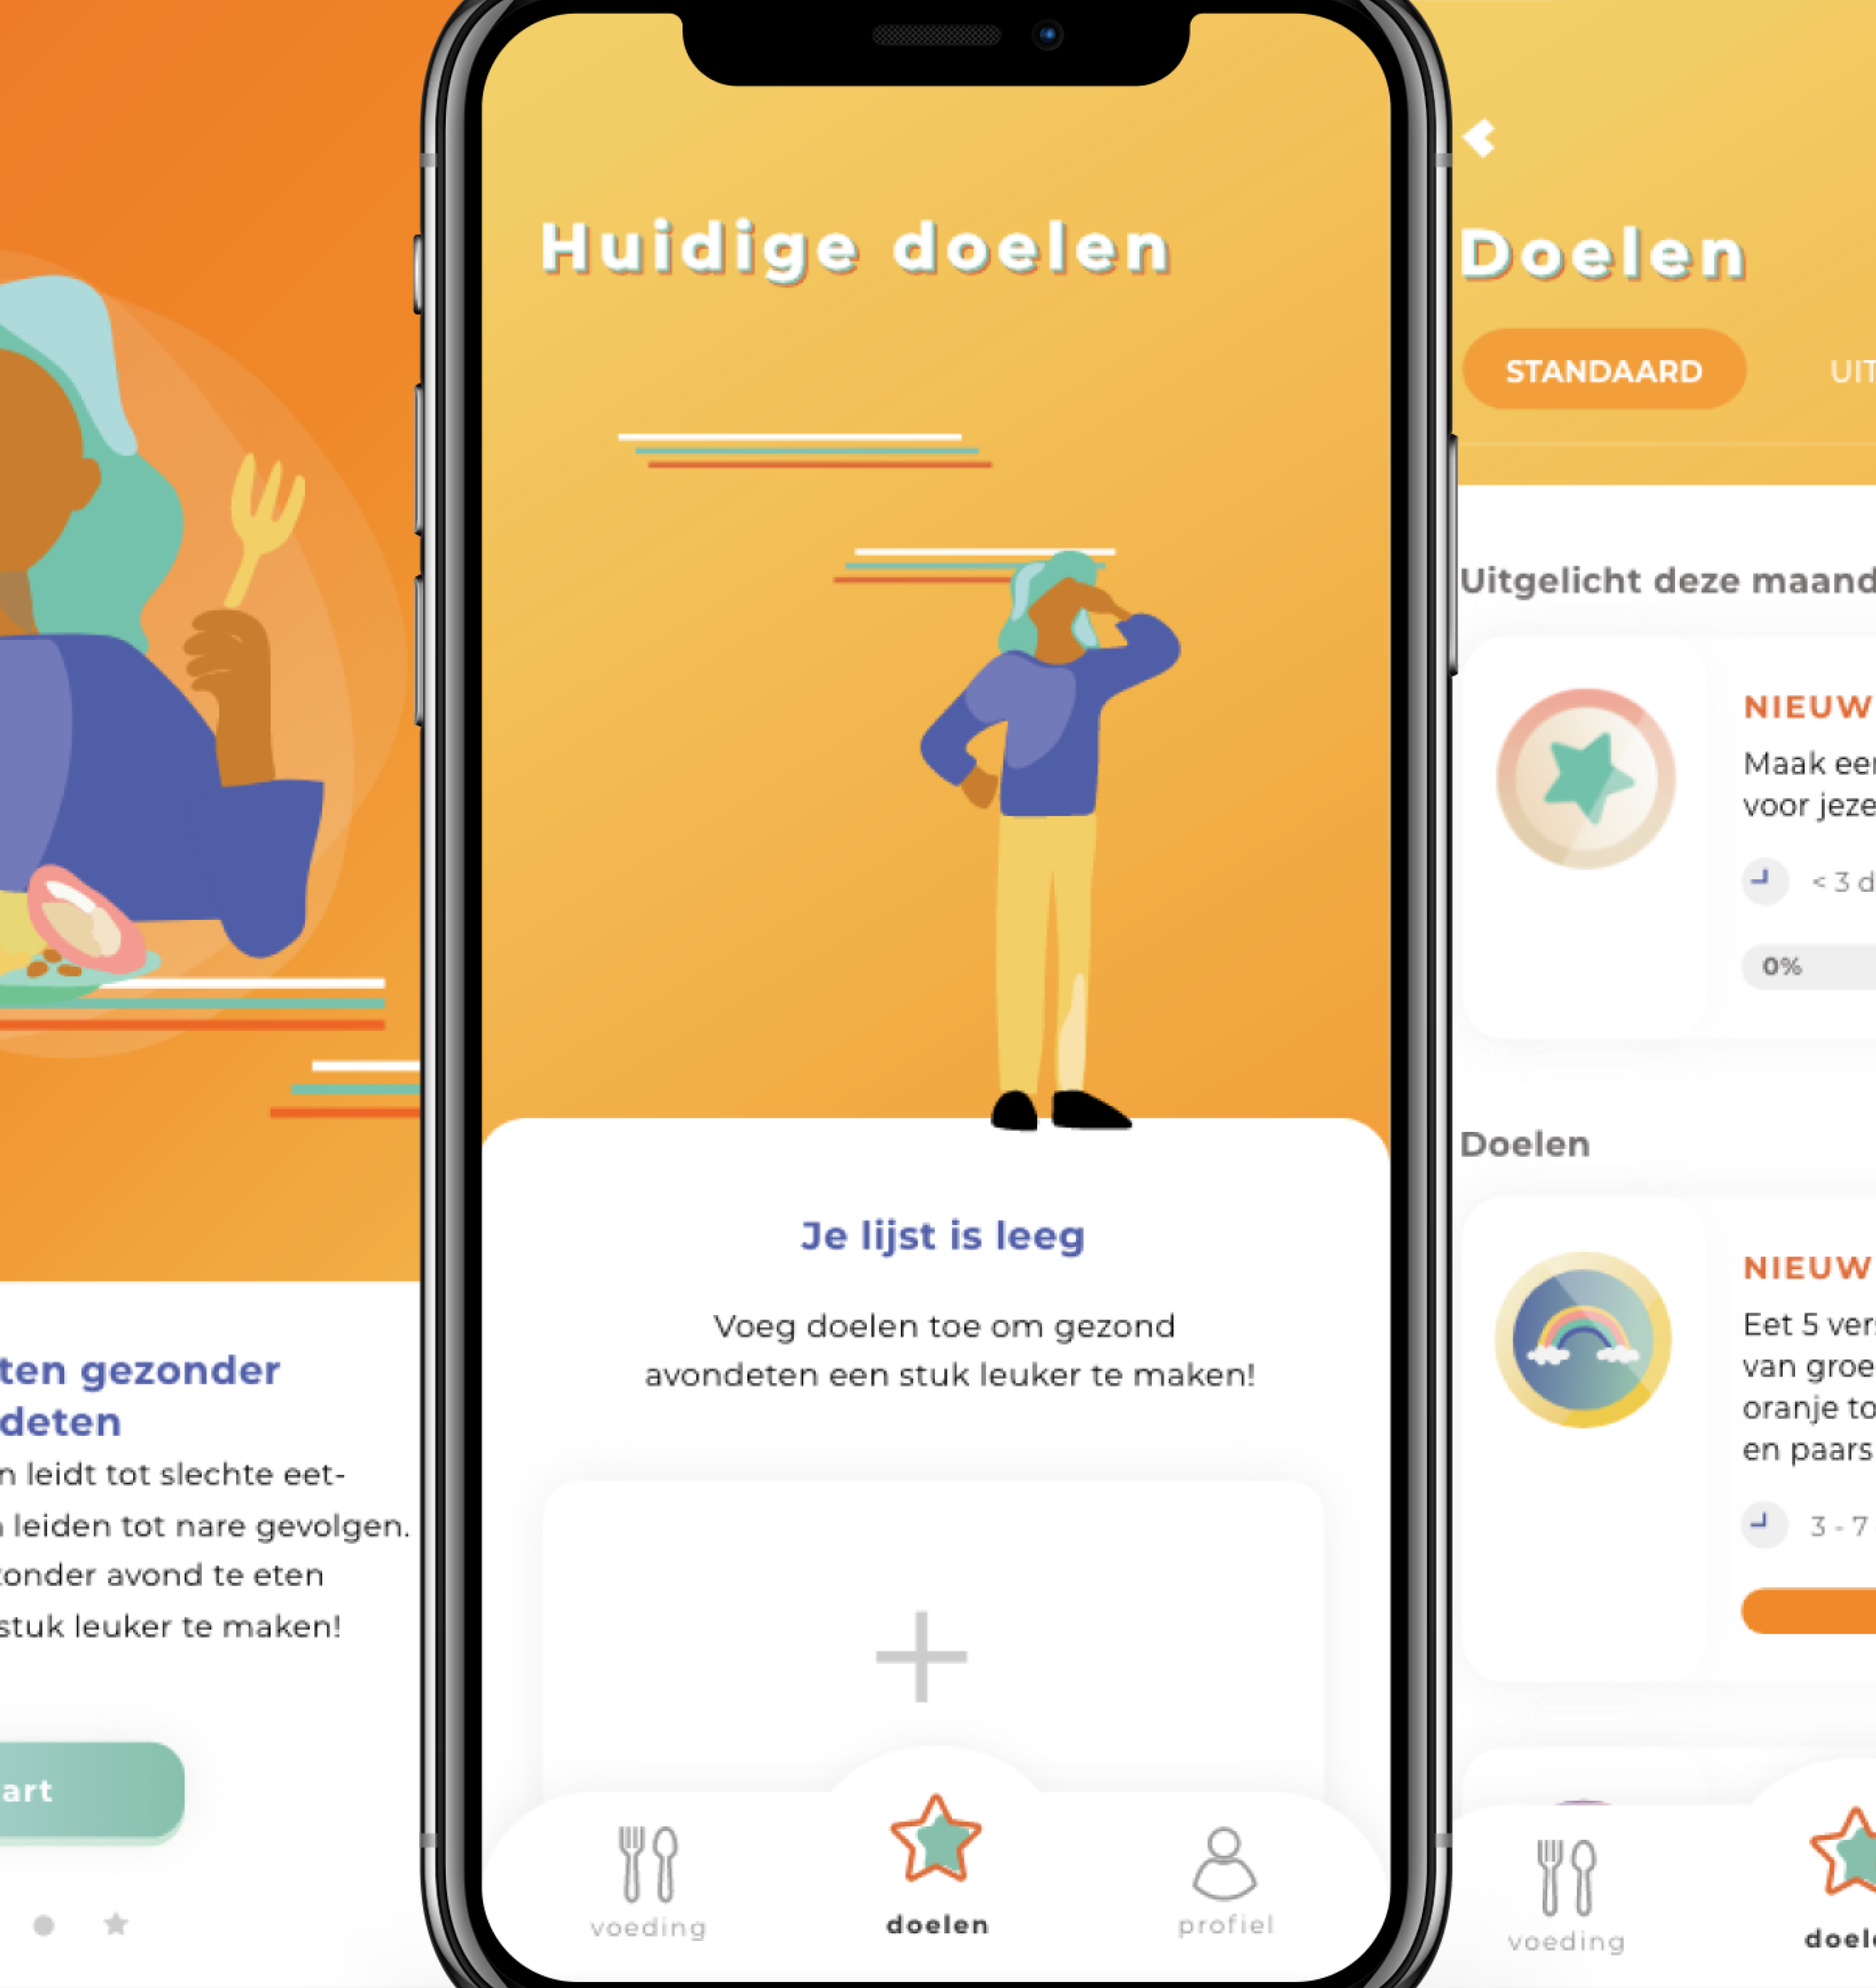 ten gezonder
deten
n leidt tot slechte eet-
leiden tot nare gevolgen.
onder avond te eten
stuk leuker te maken!
art
Huidige doelen
Je lijst is leeg
Voeg doelen toe om gezond
avondeten een stuk leuker te maken!
voeding
doelen
profiel
Doelen
STANDAARD
UIT
Uitgelicht deze maand
NIEUW
Maak een
voor jeze
< 3 d
0%
Doelen
NIEUW
Eet 5 vers
van groe
oranje to
en paars
3 - 7
voeding
doele